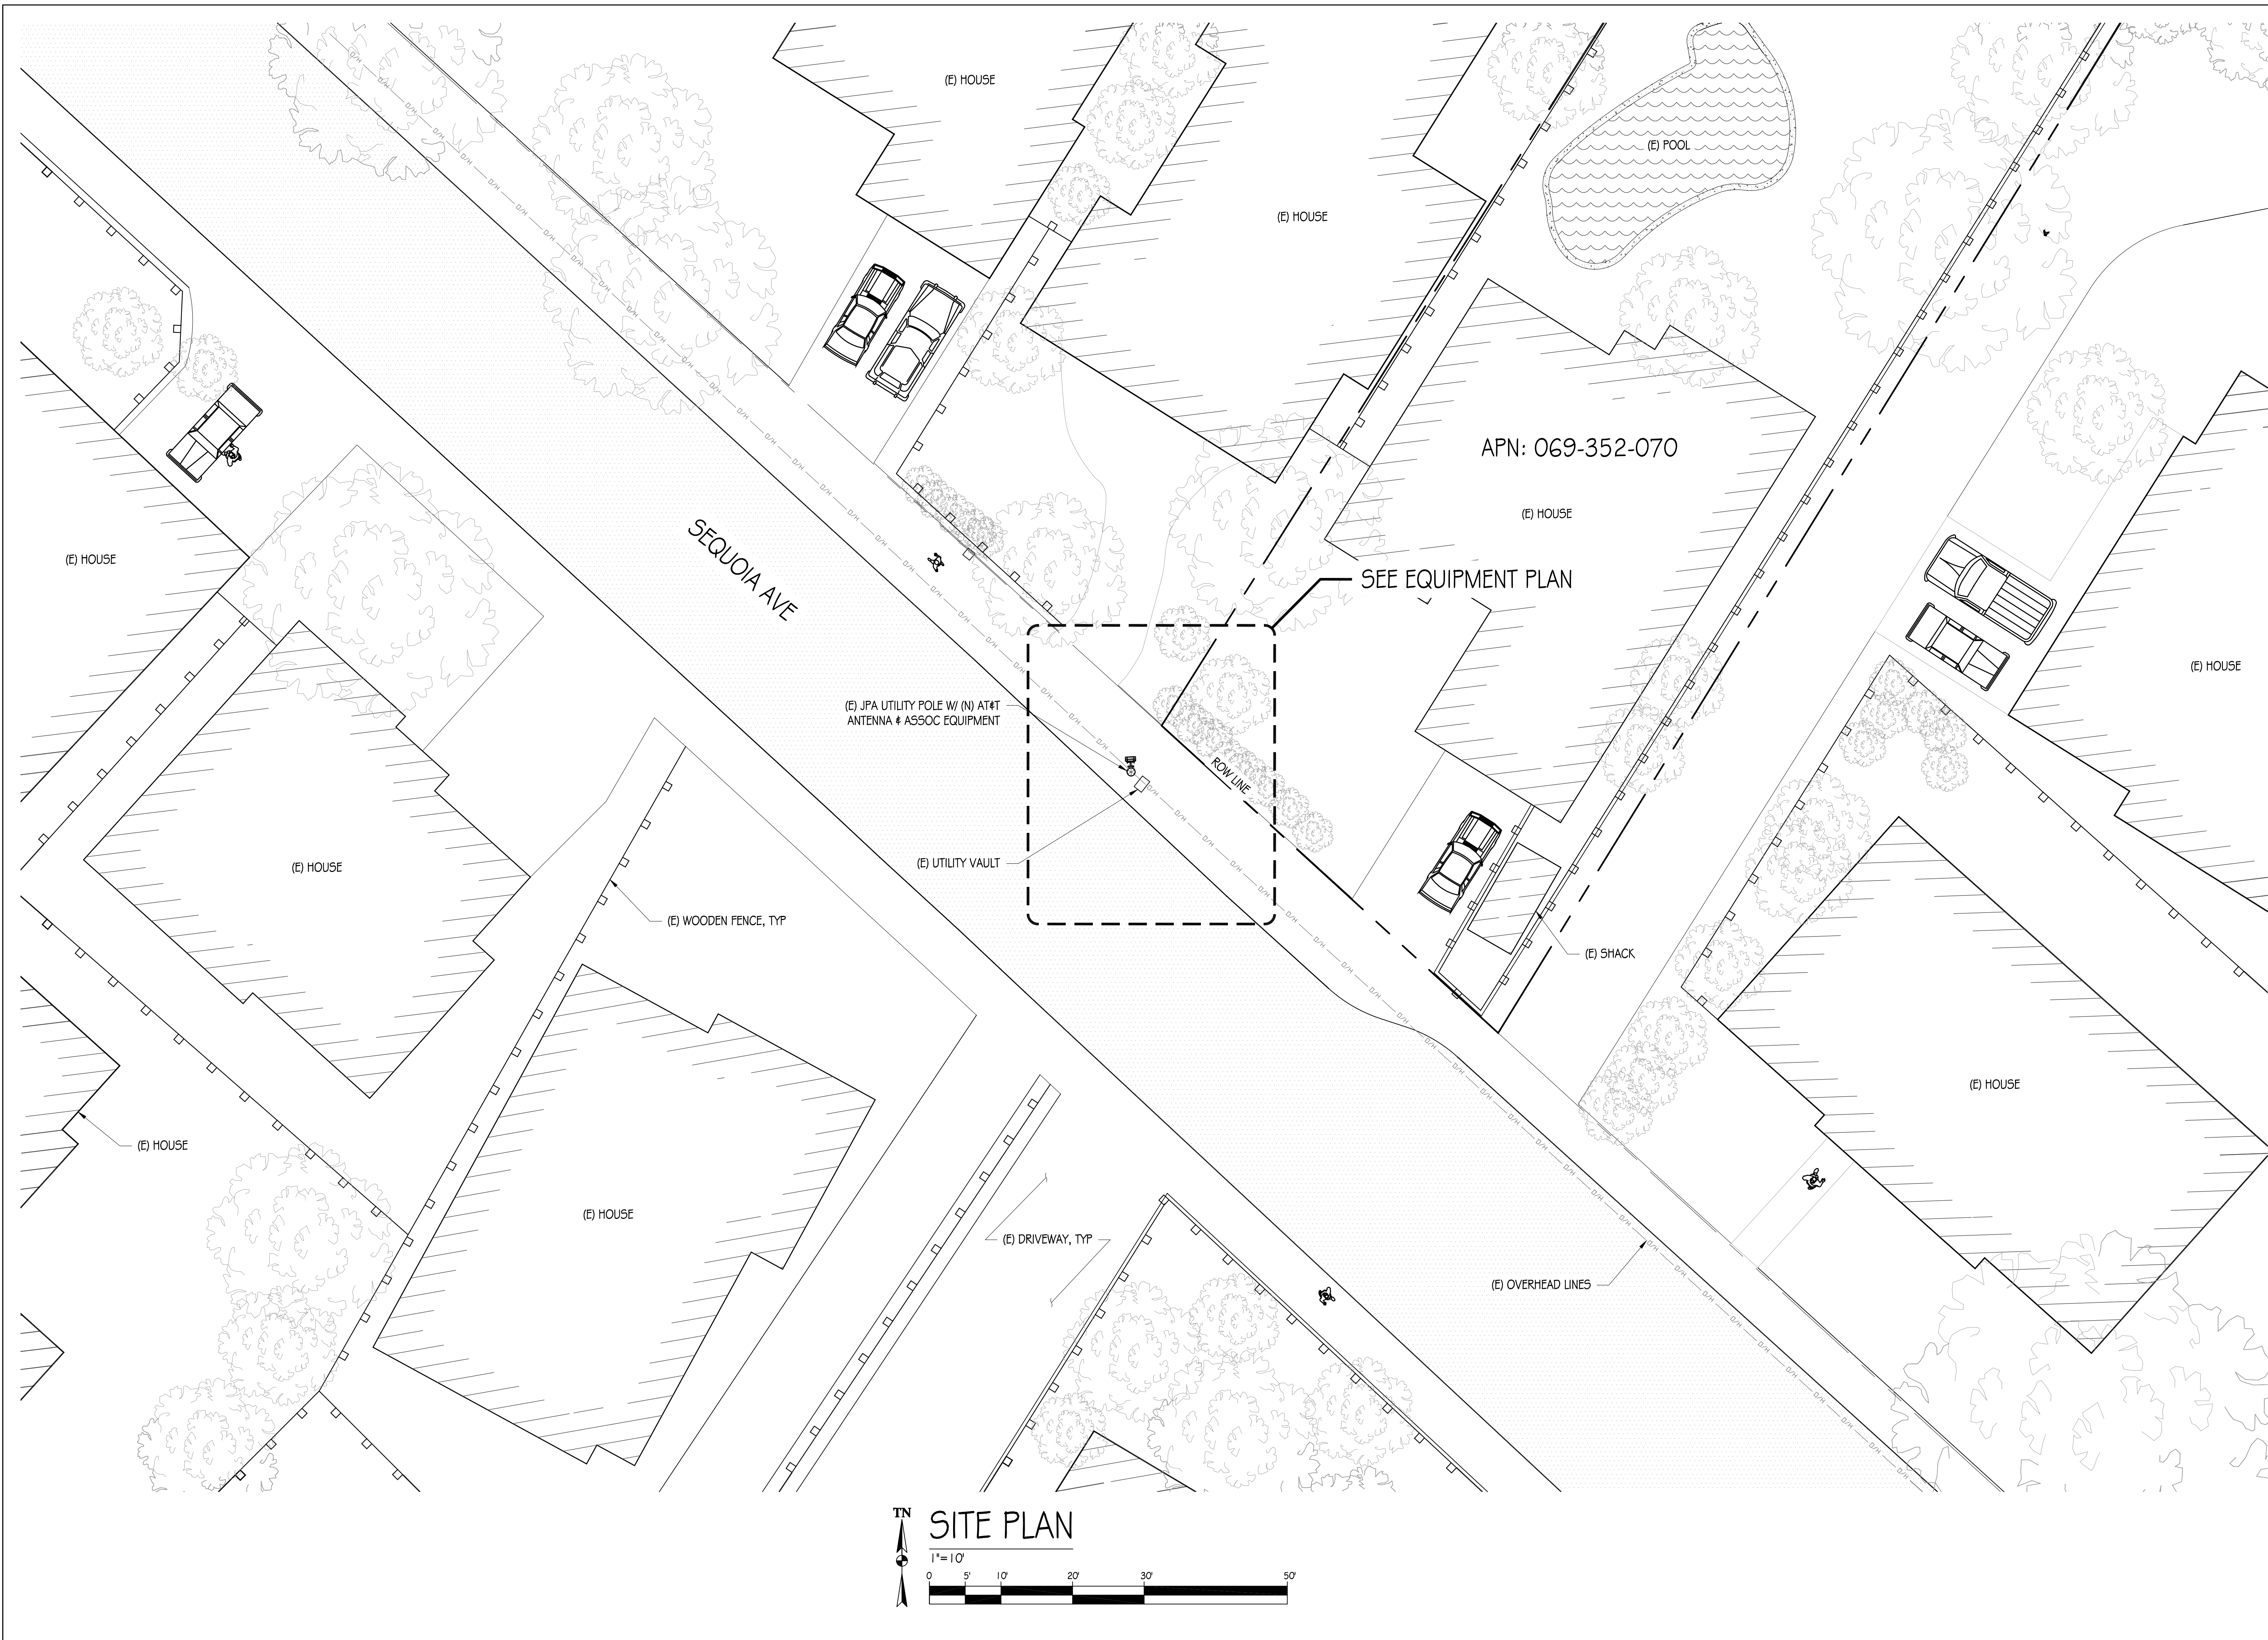 (E) HOUSE
(E) POOL
(E) HOUSE
APN: 069-352-070
(E) HOUSE
SEQUOIA AVE
(E) HOUSE
SEE EQUIPMENT PLAN
(E) HOUSE
(E) JPA UTILITY POLE W/ (N) AT&T
ANTENNA & ASSOC EQUIPMENT
ROW LINE
(E) UTILITY VAULT
(E) HOUSE
(E) WOODEN FENCE, TYP
(E) SHACK
(E) HOUSE
(E) HOUSE
(E) HOUSE
(E) DRIVEWAY, TYP
(E) OVERHEAD LINES
O/H
TN
SITE PLAN
1"=10'
0 5' 10' 20' 30' 50'